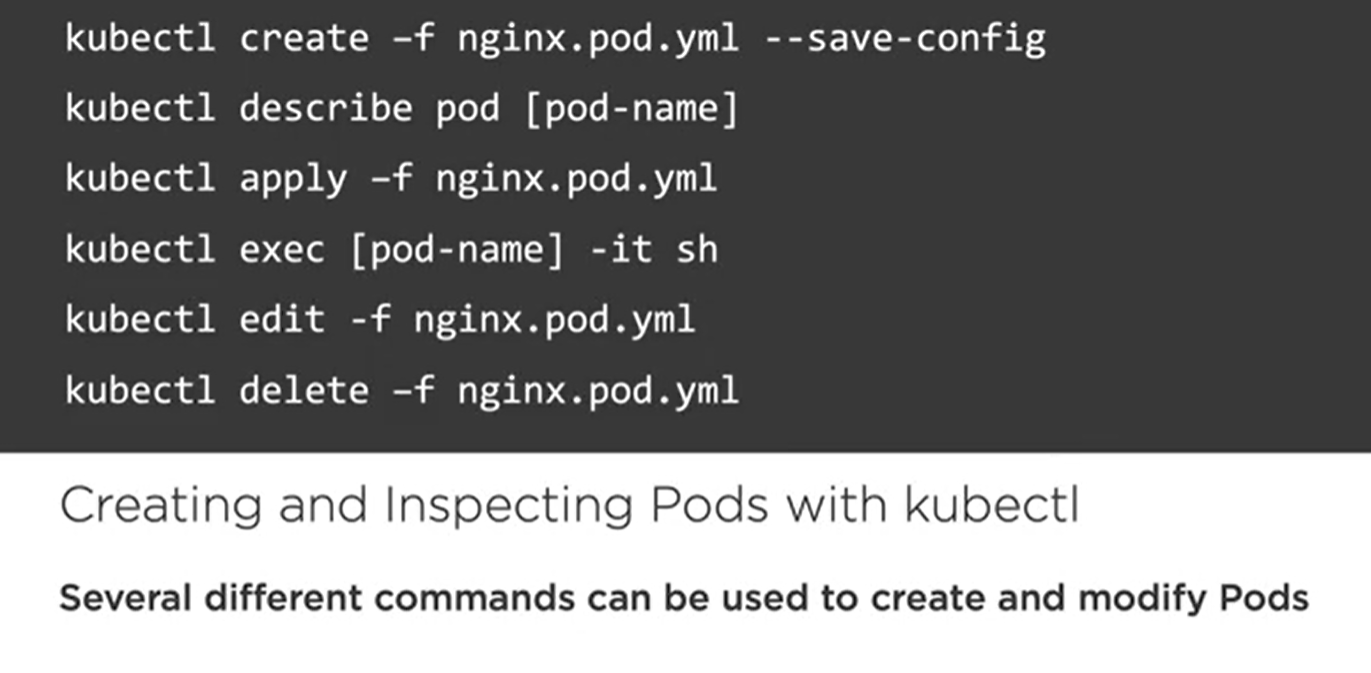 kubectl create –f nginx.pod.yml --save-config
kubectl describe pod [pod-name]
kubectl apply –f nginx.pod.yml
kubectl exec [pod-name] -it sh
kubectl edit -f nginx.pod.yml
kubectl delete –f nginx.pod.yml
Creating and Inspecting Pods with kubectl
Several different commands can be used to create and modify Pods